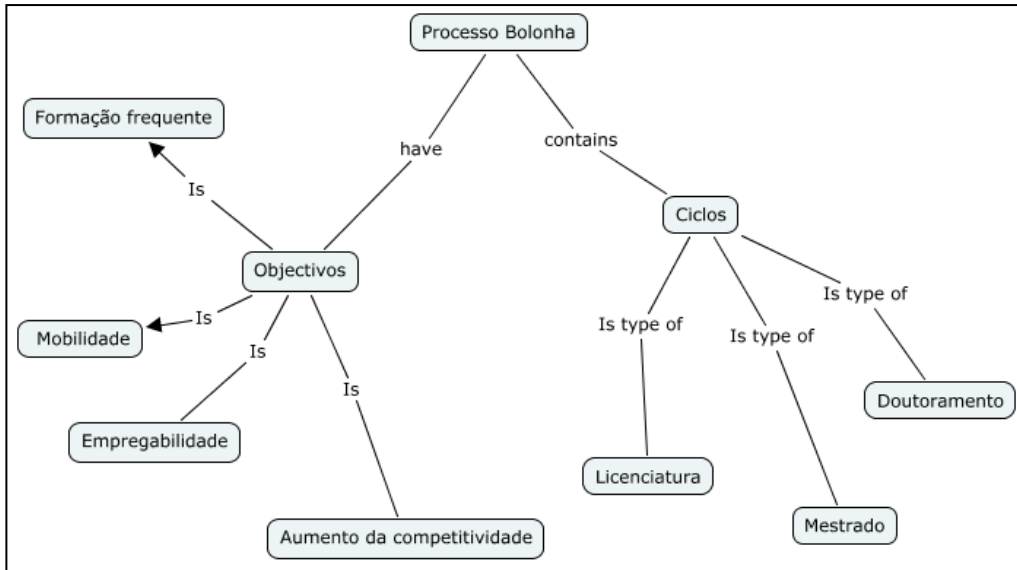 Processo Bolonha
Formação frequente
have
contains
Is
Ciclos
Objectivos
Is type of
Is
Mobilidade
Is type of
Is type of
Is
Is
Doutoramento
Empregabilidade
Licenciatura
Mestrado
Aumento da competitividade